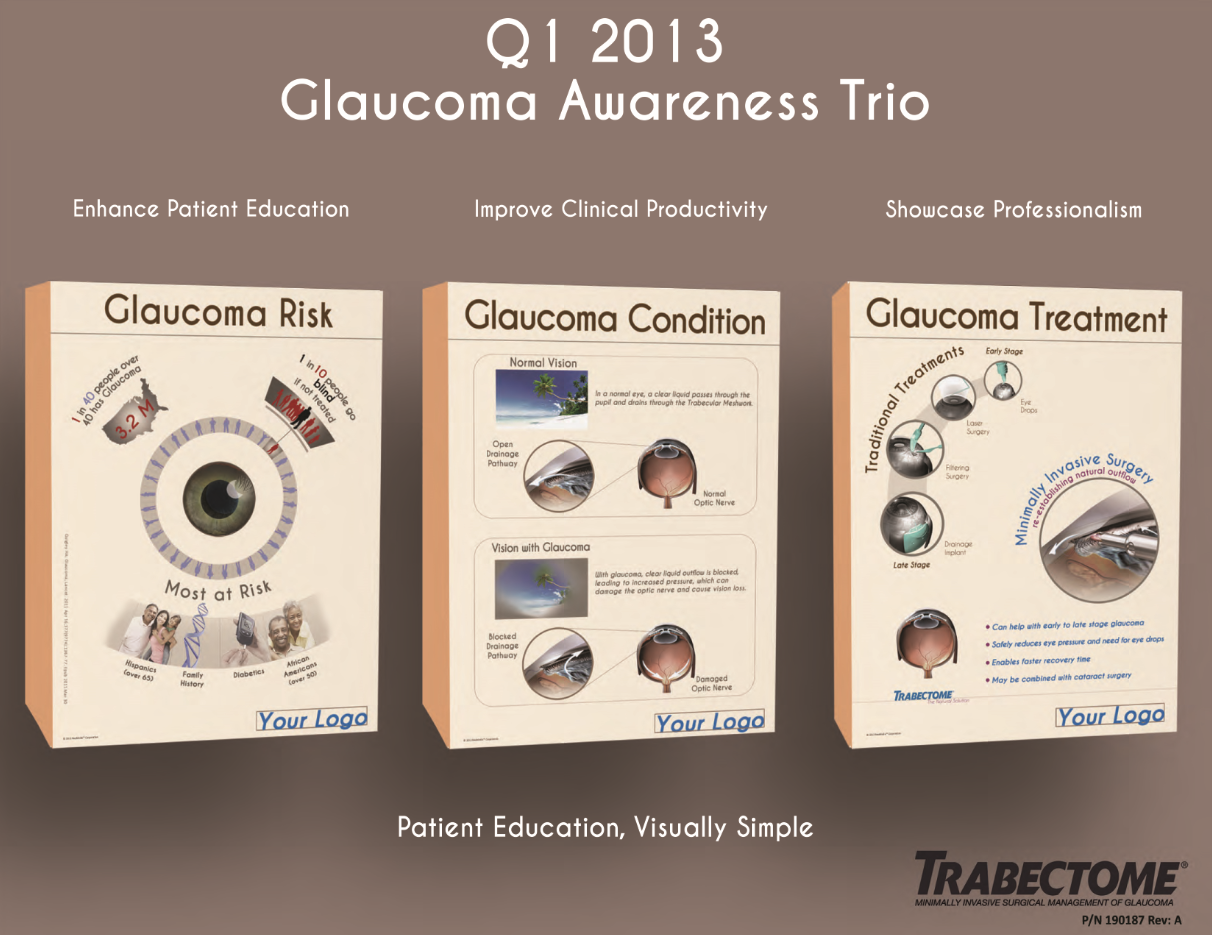 Q1 2013
Glaucoma Awareness Trio
Enhance Patient Education
Improve Clinical Productivity
Showcase Professionalism
Glaucoma Risk
1 in 40 people over
40 has Glaucoma
3.2 M
1 in 10 people go
blind
if not treated
Most at Risk
Hispanics
(over 65)
Family
History
Diabetics
African
Americans
(over 50)
Your Logo
Glaucoma Condition
Normal Vision
In a normal eye, a clear liquid passes through the
pupil and drains through the Trabecular Meshwork.
Open
Drainage
Pathway
Normal
Optic Nerve
Vision with Glaucoma
With glaucoma, clear liquid outflow is blocked,
leading to increased pressure, which can
damage the optic nerve and cause vision loss.
Blocked
Drainage
Pathway
Damaged
Optic Nerve
Your Logo
Glaucoma Treatment
Traditional Treatments
Early Stage
Eye
Drops
Laser
Surgery
Filtering
Surgery
Drainage
Implant
Late Stage
Minimally Invasive Surgery
re-establishing natural outflow
• Can help with early to late stage glaucoma
• Safely reduces eye pressure and need for eye drops
• Enables faster recovery time
• May be combined with cataract surgery
TRABECTOME
The Natural Solution
Your Logo
Patient Education, Visually Simple
TRABECTOME®
MINIMALLY INVASIVE SURGICAL MANAGEMENT OF GLAUCOMA
P/N 190187 Rev: A